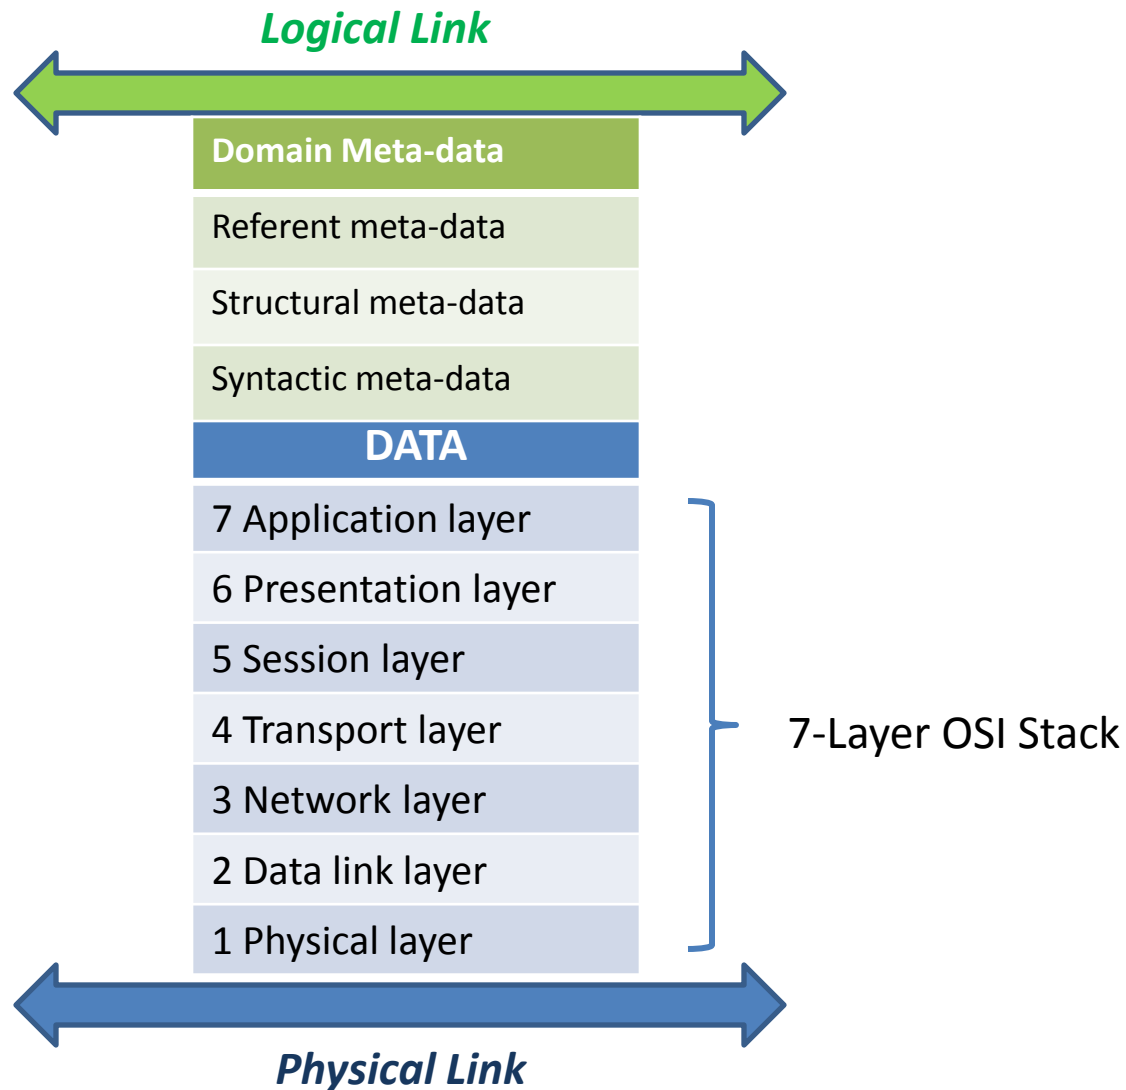 Logical Link
Domain Meta-data
Referent meta-data
Structural meta-data
Syntactic meta-data
DATA
7 Application layer
6 Presentation layer
5 Session layer
4 Transport layer
7-Layer OSI Stack
3 Network layer
2 Data link layer
1 Physical layer
Physical Link